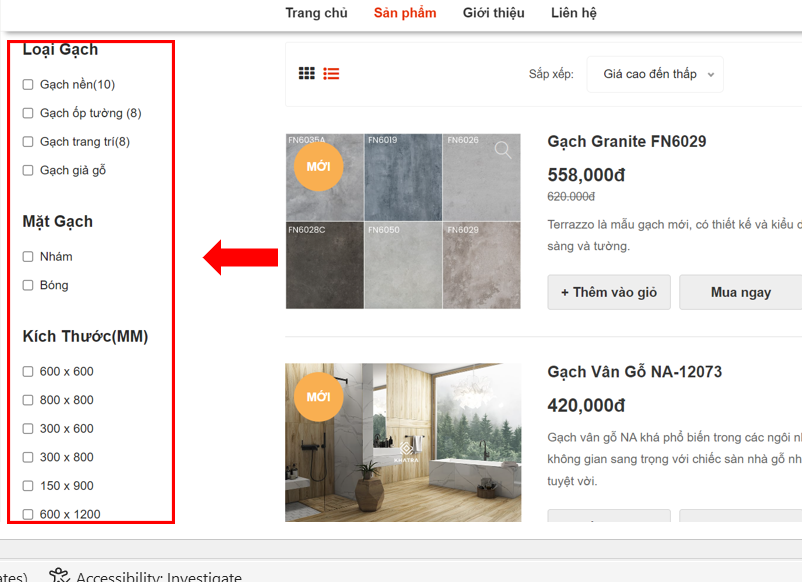 Trang chủ Sản phẩm Giới thiệu Liên hệ
Loại Gạch
Gạch nền(10)
Gạch ốp tường (8)
Gạch trang trí(8)
Gạch giả gỗ
Mặt Gạch
Nhám
Bóng
Kích Thước(MM)
600 x 600
800 x 800
300 x 600
300 x 800
150 x 900
600 x 1200
Sắp xếp: Giá cao đến thấp
FN6035A FN6019 FN6026
MỚI
FN6028C FN6050 FN6029
Gạch Granite FN6029
558,000đ
620.000đ
Terrazzo là mẫu gạch mới, có thiết kế và kiểu d
sảng và tường.
+ Thêm vào giỏ Mua ngay
MỚI
KHATRA
Gạch Vân Gỗ NA-12073
420,000đ
Gạch vân gỗ NA khá phổ biến trong các ngôi nh
không gian sang trọng với chiếc sàn nhà gỗ nh
tuyệt vời.
ates) Accessibility: Investigate